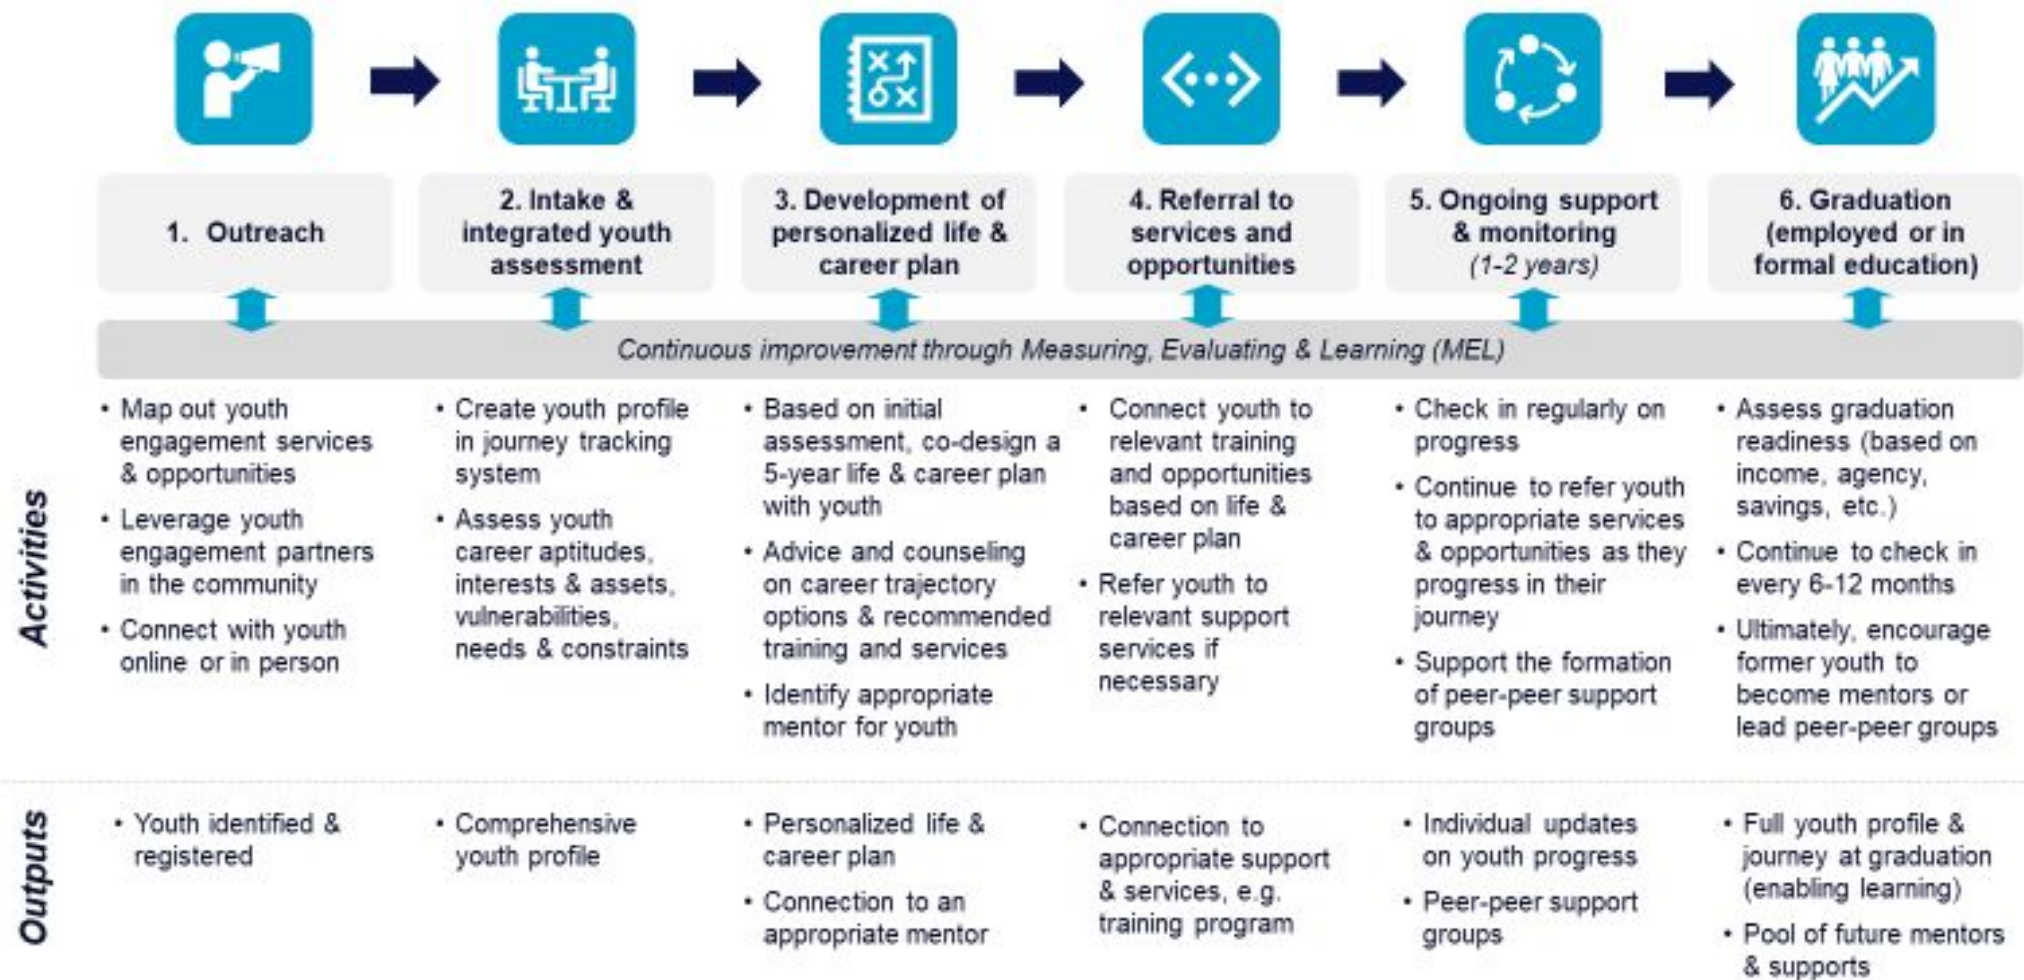 1. Outreach
2. Intake &
integrated youth
assessment
3. Development of
personalized life &
career plan
4. Referral to
services and
opportunities
5. Ongoing support
& monitoring
(1-2 years)
6. Graduation
(employed or in
formal education)
Continuous improvement through Measuring, Evaluating & Learning (MEL)
Activities
• Map out youth
engagement services
& opportunities
• Leverage youth
engagement partners
in the community
• Connect with youth
online or in person
• Create youth profile
in journey tracking
system
• Assess youth
career aptitudes,
interests & assets,
vulnerabilities,
needs & constraints
• Based on initial
assessment, co-design a
5-year life & career plan
with youth
• Advice and counseling
on career trajectory
options & recommended
training and services
• Identify appropriate
mentor for youth
• Connect youth to
relevant training
and opportunities
based on life &
career plan
• Refer youth to
relevant support
services if
necessary
• Check in regularly on
progress
• Continue to refer youth
to appropriate services
& opportunities as they
progress in their
journey
• Support the formation
of peer-peer support
groups
• Assess graduation
readiness (based on
income, agency,
savings, etc.)
• Continue to check in
every 6-12 months
• Ultimately, encourage
former youth to
become mentors or
lead peer-peer groups
Outputs
• Youth identified &
registered
• Comprehensive
youth profile
• Personalized life &
career plan
• Connection to an
appropriate mentor
• Connection to
appropriate support
& services, e.g.
training program
• Individual updates
on youth progress
• Peer-peer support
groups
• Full youth profile &
journey at graduation
(enabling learning)
• Pool of future mentors
& supports